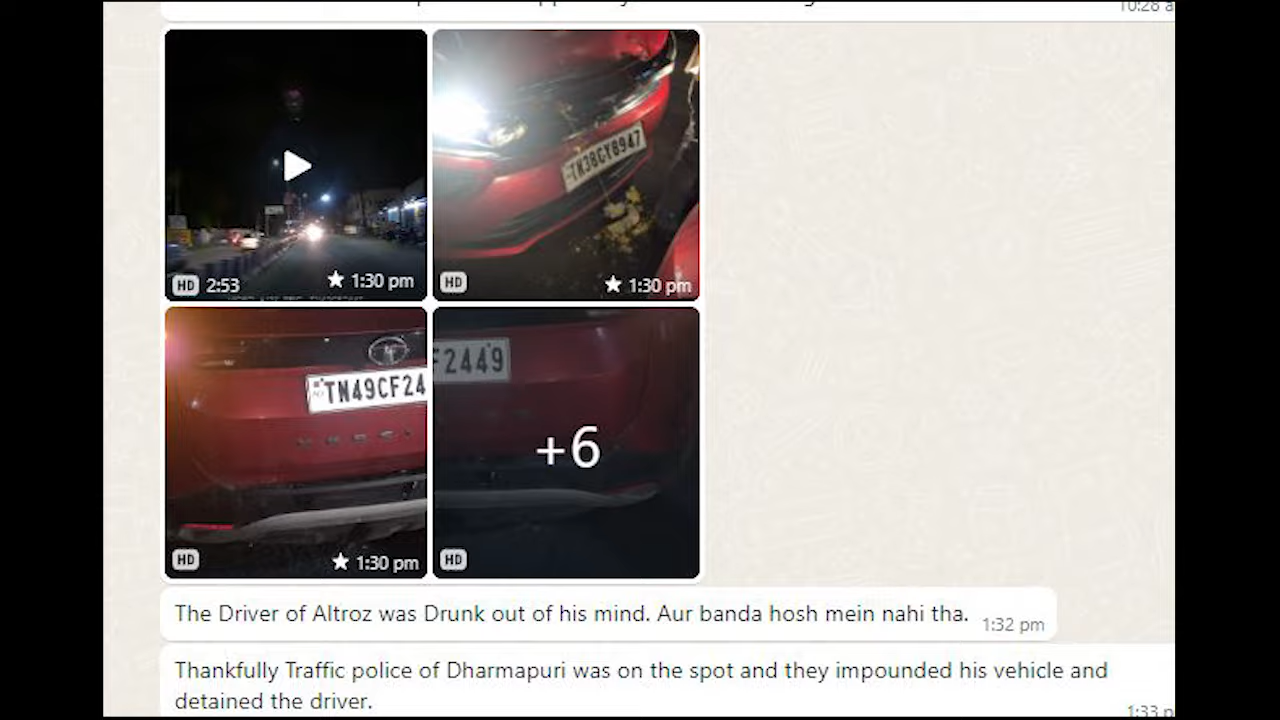 10:28 a
TN38CY8947
HD 2:53 1:30 pm
HD 1:30 pm
TN49CF24
F2449
+6
HD 1:30 pm
HD
The Driver of Altroz was Drunk out of his mind. Aur banda hosh mein nahi tha. 1:32 pm
Thankfully Traffic police of Dharmapuri was on the spot and they impounded his vehicle and
detained the driver. 1:33 p